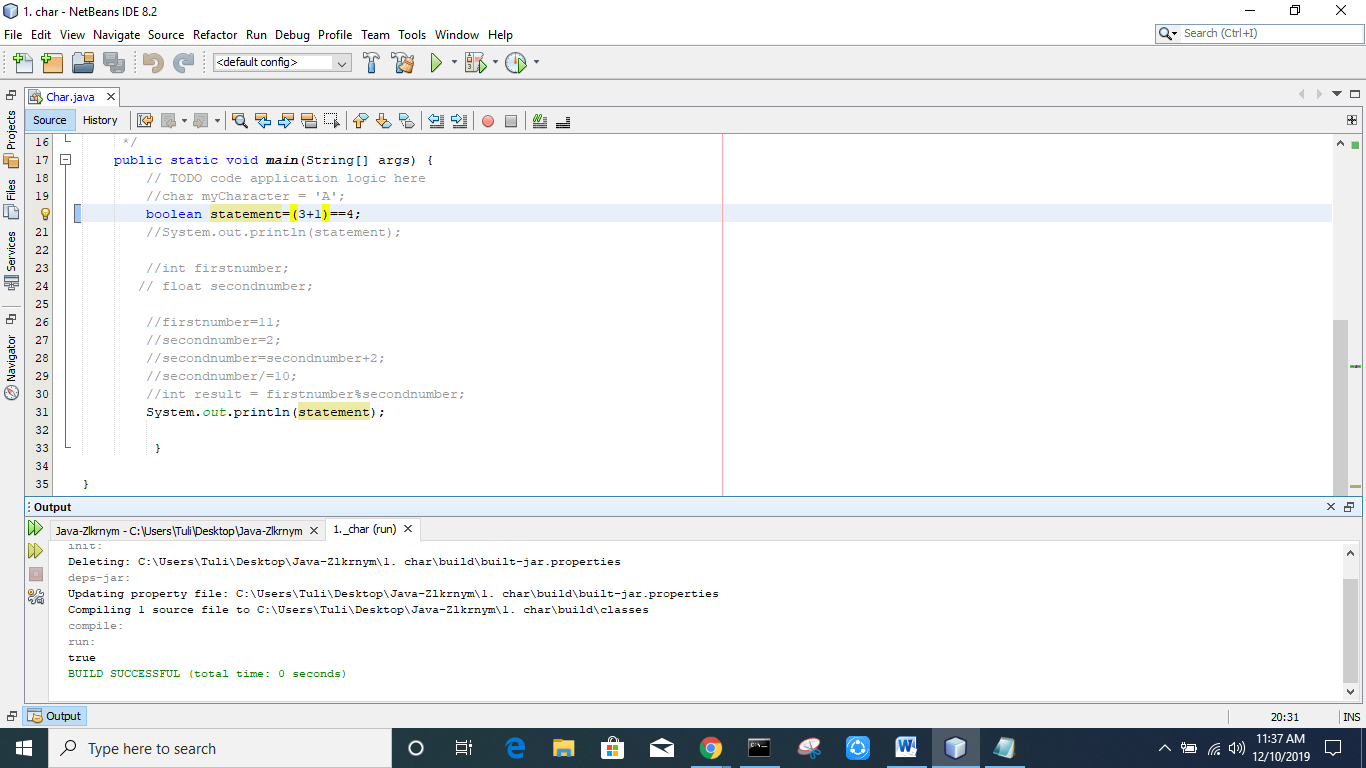 1. char - NetBeans IDE 8.2
File Edit View Navigate Source Refactor Run Debug Profile Team Tools Window Help
Search (Ctrl+I)
<default config>
Char.java
Source History
Projects
Files
Services
Navigator
16 */
17 public static void main(String[] args) {
18 // TODO code application logic here
19 //char myCharacter = 'A';
boolean statement=(3+1)==4;
21 //System.out.println(statement);
22
23 //int firstnumber;
24 // float secondnumber;
25
26 //firstnumber=11;
27 //secondnumber=2;
28 //secondnumber=secondnumber+2;
29 //secondnumber/=10;
30 //int result = firstnumber%secondnumber;
31 System.out.println(statement);
32
33 }
34
35 }
Output
Java-Zlkrnym - C:\Users\Tuli\Desktop\Java-Zlkrnym 1._char (run)
init:
Deleting: C:\Users\Tuli\Desktop\Java-Zlkrnym\1. char\build\built-jar.properties
deps-jar:
Updating property file: C:\Users\Tuli\Desktop\Java-Zlkrnym\1. char\build\built-jar.properties
Compiling 1 source file to C:\Users\Tuli\Desktop\Java-Zlkrnym\1. char\build\classes
compile:
run:
true
BUILD SUCCESSFUL (total time: 0 seconds)
Output
20:31 INS
Type here to search
11:37 AM
12/10/2019